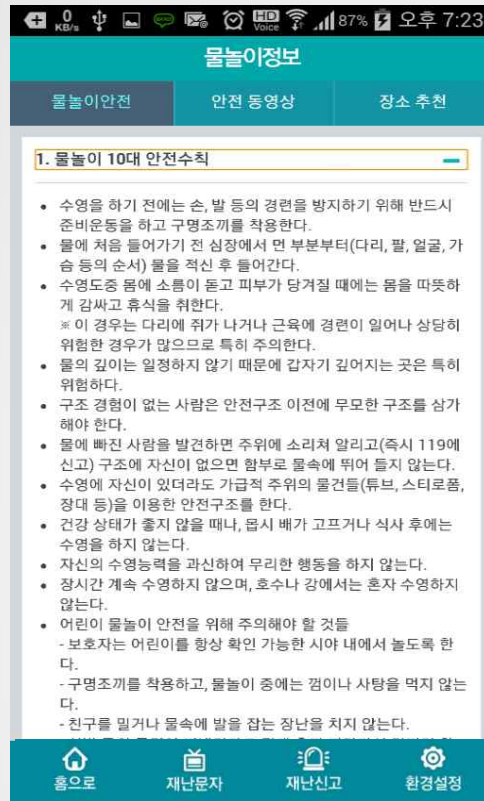 0 KB/s HD Voice 87% 오후 7:23
물놀이정보
물놀이안전 안전 동영상 장소 추천
1. 물놀이 10대 안전수칙
• 수영을 하기 전에는 손, 발 등의 경련을 방지하기 위해 반드시
준비운동을 하고 구명조끼를 착용한다.
• 물에 처음 들어가기 전 심장에서 먼 부분부터(다리, 팔, 얼굴, 가
슴 등의 순서) 물을 적신 후 들어간다.
• 수영도중 몸에 소름이 돋고 피부가 당겨질 때에는 몸을 따뜻하
게 감싸고 휴식을 취한다.
※ 이 경우는 다리에 쥐가 나거나 근육에 경련이 일어나 상당히
위험한 경우가 많으므로 특히 주의한다.
• 물의 깊이는 일정하지 않기 때문에 갑자기 깊어지는 곳은 특히
위험하다.
• 구조 경험이 없는 사람은 안전구조 이전에 무모한 구조를 삼가
해야 한다.
• 물에 빠진 사람을 발견하면 주위에 소리쳐 알리고(즉시 119에
신고) 구조에 자신이 없으면 함부로 물속에 뛰어 들지 않는다.
• 수영에 자신이 있더라도 가급적 주위의 물건들(튜브, 스티로폼,
장대 등)을 이용한 안전구조를 한다.
• 건강 상태가 좋지 않을 때나, 몹시 배가 고프거나 식사 후에는
수영을 하지 않는다.
• 자신의 수영능력을 과신하여 무리한 행동을 하지 않는다.
• 장시간 계속 수영하지 않으며, 호수나 강에서는 혼자 수영하지
않는다.
• 어린이 물놀이 안전을 위해 주의해야 할 것들
- 보호자는 어린이를 항상 확인 가능한 시야 내에서 놀도록 한
다.
- 구명조끼를 착용하고, 물놀이 중에는 껌이나 사탕을 먹지 않는
다.
- 친구를 밀거나 물속에 발을 잡는 장난을 치지 않는다.
홈으로 재난문자 재난신고 환경설정